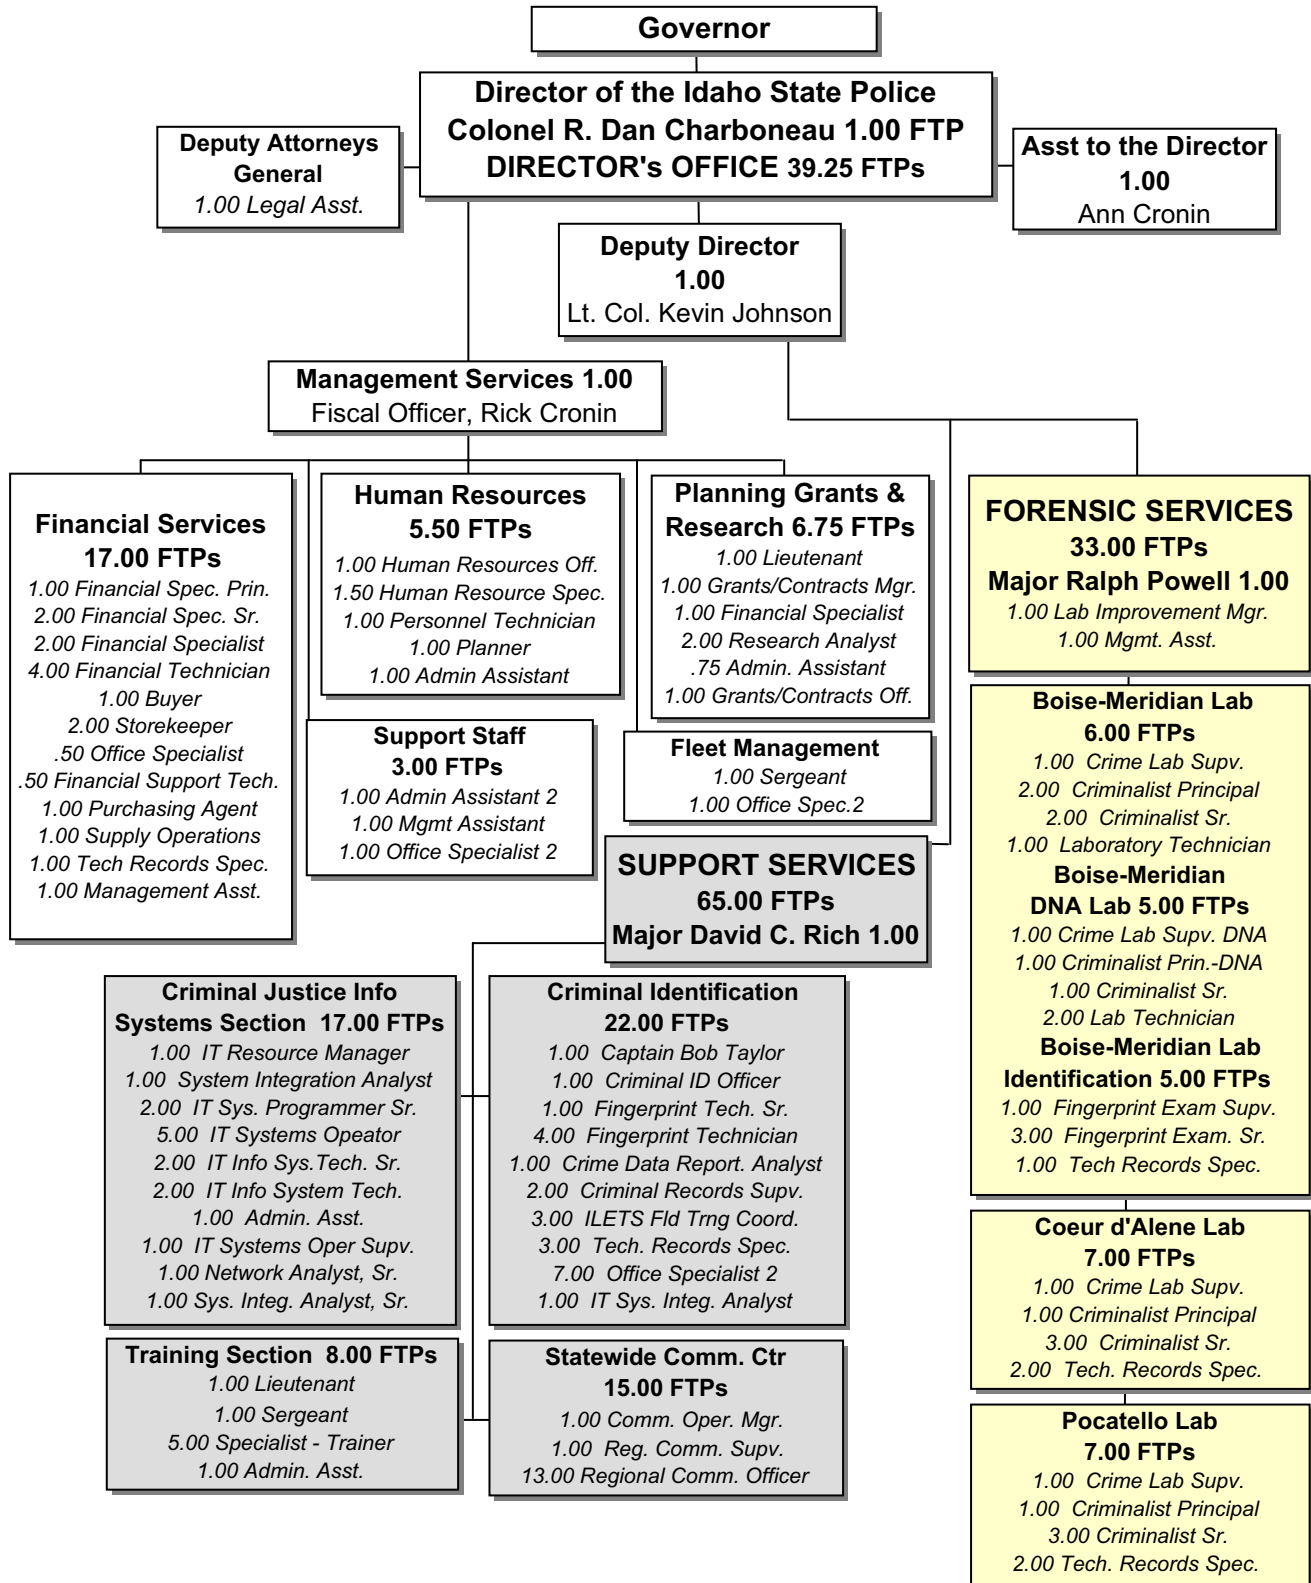 Governor
Director of the Idaho State Police
Colonel R. Dan Charboneau 1.00 FTP
DIRECTOR's OFFICE 39.25 FTPs
Deputy Attorneys
General
1.00 Legal Asst.
Asst to the Director
1.00
Ann Cronin
Deputy Director
1.00
Lt. Col. Kevin Johnson
Management Services 1.00
Fiscal Officer, Rick Cronin
Financial Services
17.00 FTPs
1.00 Financial Spec. Prin.
2.00 Financial Spec. Sr.
2.00 Financial Specialist
4.00 Financial Technician
1.00 Buyer
2.00 Storekeeper
.50 Office Specialist
.50 Financial Support Tech.
1.00 Purchasing Agent
1.00 Supply Operations
1.00 Tech Records Spec.
1.00 Management Asst.
Human Resources
5.50 FTPs
1.00 Human Resources Off.
1.50 Human Resource Spec.
1.00 Personnel Technician
1.00 Planner
1.00 Admin Assistant
Support Staff
3.00 FTPs
1.00 Admin Assistant 2
1.00 Mgmt Assistant
1.00 Office Specialist 2
Planning Grants &
Research 6.75 FTPs
1.00 Lieutenant
1.00 Grants/Contracts Mgr.
1.00 Financial Specialist
2.00 Research Analyst
.75 Admin. Assistant
1.00 Grants/Contracts Off.
Fleet Management
1.00 Sergeant
1.00 Office Spec.2
SUPPORT SERVICES
65.00 FTPs
Major David C. Rich 1.00
Criminal Justice Info
Systems Section 17.00 FTPs
1.00 IT Resource Manager
1.00 System Integration Analyst
2.00 IT Sys. Programmer Sr.
5.00 IT Systems Opeator
2.00 IT Info Sys.Tech. Sr.
2.00 IT Info System Tech.
1.00 Admin. Asst.
1.00 IT Systems Oper Supv.
1.00 Network Analyst, Sr.
1.00 Sys. Integ. Analyst, Sr.
Criminal Identification
22.00 FTPs
1.00 Captain Bob Taylor
1.00 Criminal ID Officer
1.00 Fingerprint Tech. Sr.
4.00 Fingerprint Technician
1.00 Crime Data Report. Analyst
2.00 Criminal Records Supv.
3.00 ILETS Fld Trng Coord.
3.00 Tech. Records Spec.
7.00 Office Specialist 2
1.00 IT Sys. Integ. Analyst
Training Section 8.00 FTPs
1.00 Lieutenant
1.00 Sergeant
5.00 Specialist - Trainer
1.00 Admin. Asst.
Statewide Comm. Ctr
15.00 FTPs
1.00 Comm. Oper. Mgr.
1.00 Reg. Comm. Supv.
13.00 Regional Comm. Officer
FORENSIC SERVICES
33.00 FTPs
Major Ralph Powell 1.00
1.00 Lab Improvement Mgr.
1.00 Mgmt. Asst.
Boise-Meridian Lab
6.00 FTPs
1.00 Crime Lab Supv.
2.00 Criminalist Principal
2.00 Criminalist Sr.
1.00 Laboratory Technician
Boise-Meridian
DNA Lab 5.00 FTPs
1.00 Crime Lab Supv. DNA
1.00 Criminalist Prin.-DNA
1.00 Criminalist Sr.
2.00 Lab Technician
Boise-Meridian Lab
Identification 5.00 FTPs
1.00 Fingerprint Exam Supv.
3.00 Fingerprint Exam. Sr.
1.00 Tech Records Spec.
Coeur d'Alene Lab
7.00 FTPs
1.00 Crime Lab Supv.
1.00 Criminalist Principal
3.00 Criminalist Sr.
2.00 Tech. Records Spec.
Pocatello Lab
7.00 FTPs
1.00 Crime Lab Supv.
1.00 Criminalist Principal
3.00 Criminalist Sr.
2.00 Tech. Records Spec.